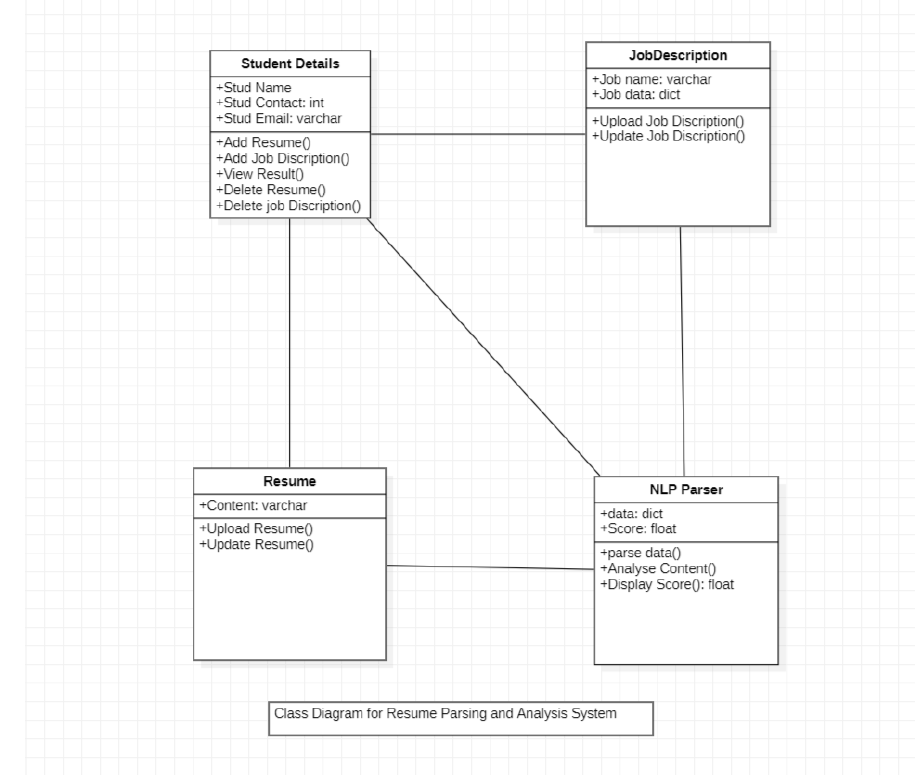 Student Details
+Stud Name
+Stud Contact: int
+Stud Email: varchar
+Add Resume()
+Add Job Discription()
+View Result()
+Delete Resume()
+Delete job Discription()
JobDescription
+Job name: varchar
+Job data: dict
+Upload Job Discription()
+Update Job Discription()
Resume
+Content: varchar
+Upload Resume()
+Update Resume()
NLP Parser
+data: dict
+Score: float
+parse data()
+Analyse Content()
+Display Score(): float
Class Diagram for Resume Parsing and Analysis System